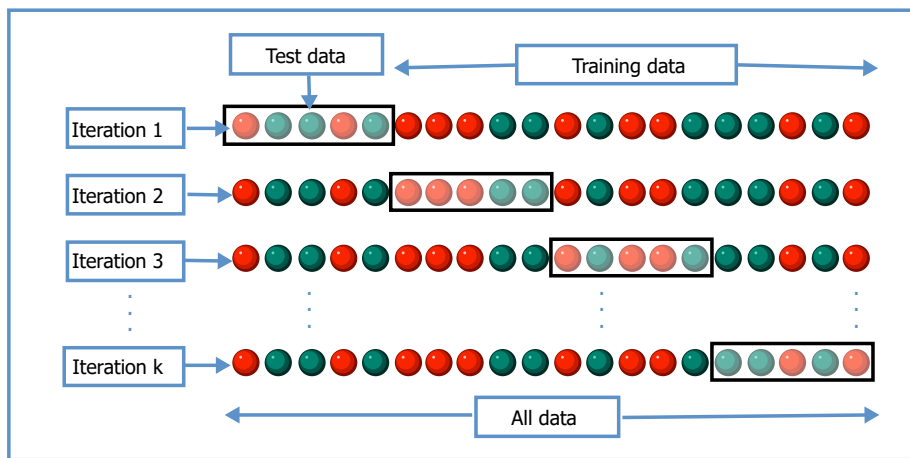 Test data
Training data
Iteration 1
Iteration 2
Iteration 3
Iteration k
All data